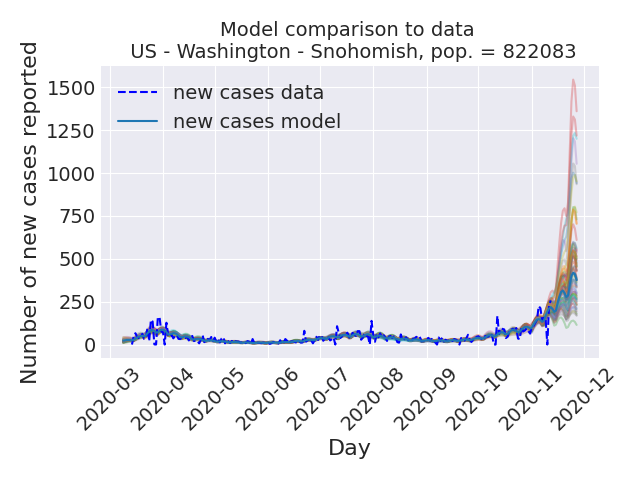 Model comparison to data
US - Washington - Snohomish, pop. = 822083
Number of new cases reported
1500
1250
1000
750
500
250
0
new cases data
new cases model
2020-03
2020-04
2020-05
2020-06
2020-07
2020-08
2020-09
2020-10
2020-11
2020-12
Day